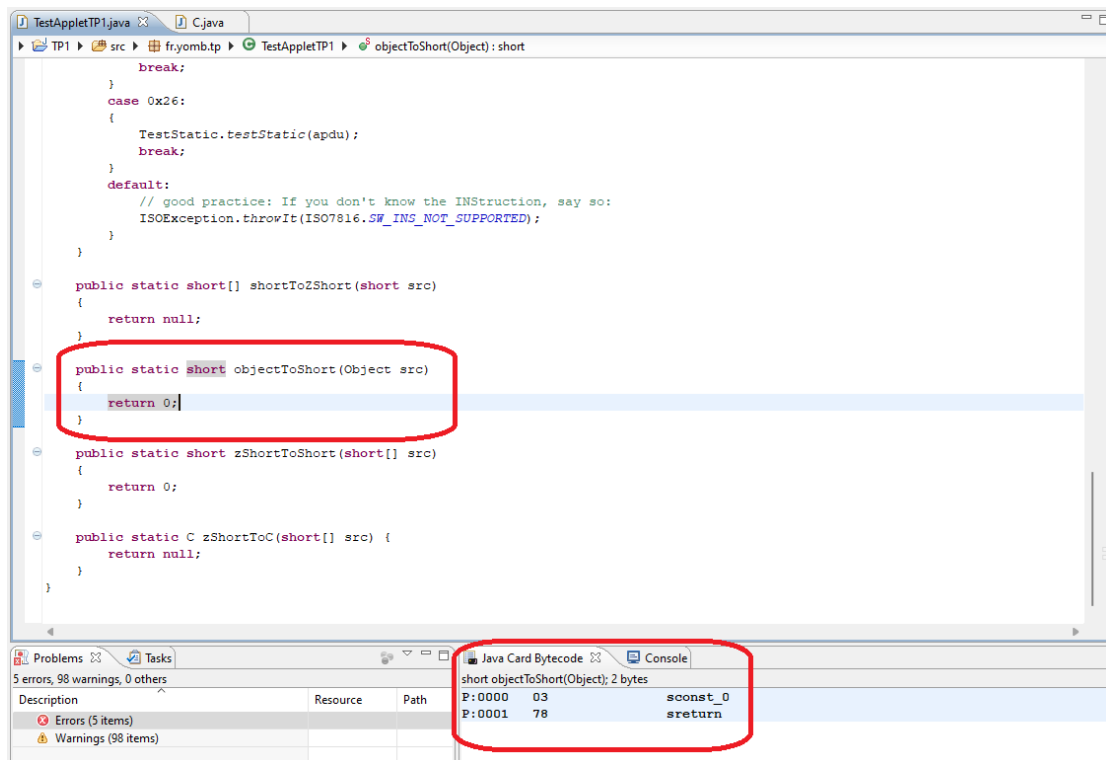 TestAppletTP1.java C.java
TP1 src fr.yomb.tp TestAppletTP1 objectToShort(Object) : short
break;
}
case 0x26:
{
TestStatic.testStatic(apdu);
break;
}
default:
// good practice: If you don't know the INStruction, say so:
ISOException.throwIt(ISO7816.SW_INS_NOT_SUPPORTED);
}
}
public static short[] shortToZShort(short src)
{
return null;
}
public static short objectToShort(Object src)
{
return 0;
}
public static short zShortToShort(short[] src)
{
return 0;
}
public static C zShortToC(short[] src) {
return null;
}
}
Problems Tasks
5 errors, 98 warnings, 0 others
Description Resource Path
Errors (5 items)
Warnings (98 items)
Java Card Bytecode Console
short objectToShort(Object); 2 bytes
P:0000 03 sconst_0
P:0001 78 sreturn